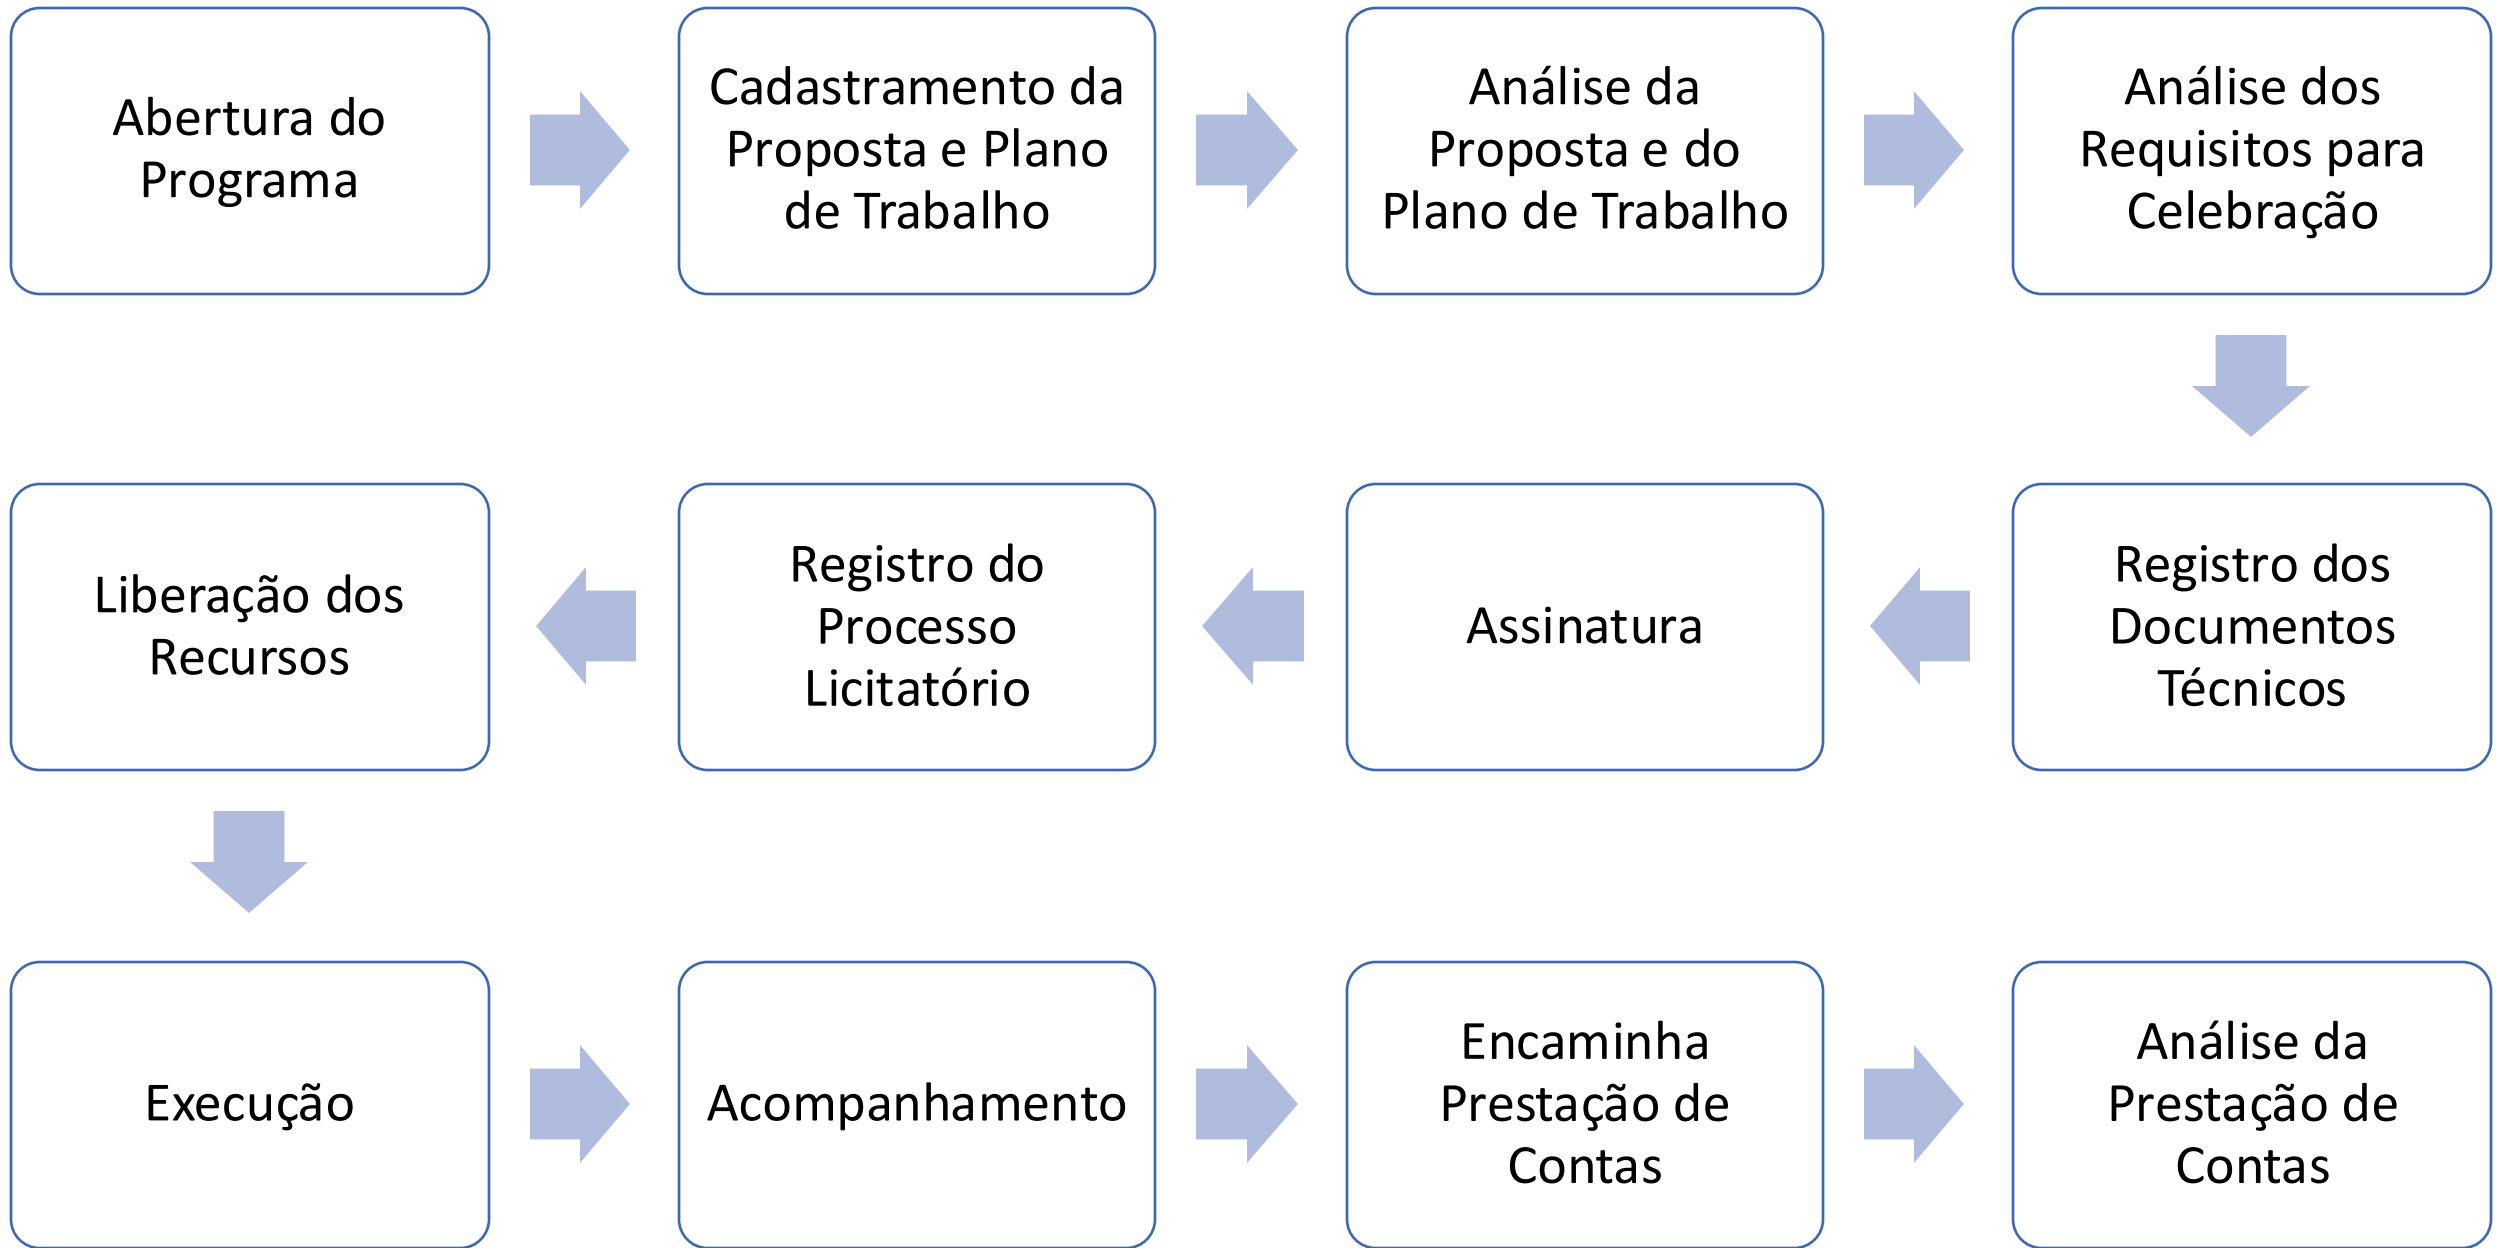 Abertura do
Programa
Cadastramento da
Proposta e Plano
de Trabalho
Análise da
Proposta e do
Plano de Trabalho
Análise dos
Requisitos para
Celebração
Registro dos
Documentos
Técnicos
Assinatura
Registro do
Processo
Licitatório
Liberação dos
Recursos
Execução
Acompanhamento
Encaminha
Prestação de
Contas
Análise da
Prestação de
Contas